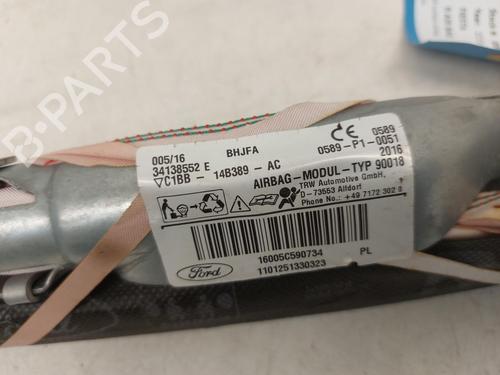 B-PARTS
005/16 BHJFA
34138552 E
▽C1BB - 14B389 - AC
CE 0589
0589-P1-0051
2016
AIRBAG-MODUL-TYP 90018
TRW Automotive GmbH.
D-73553 Alfdorf
Phone No.: +49 7172 302 0
16005C590734 PL
1101251330323
Ford